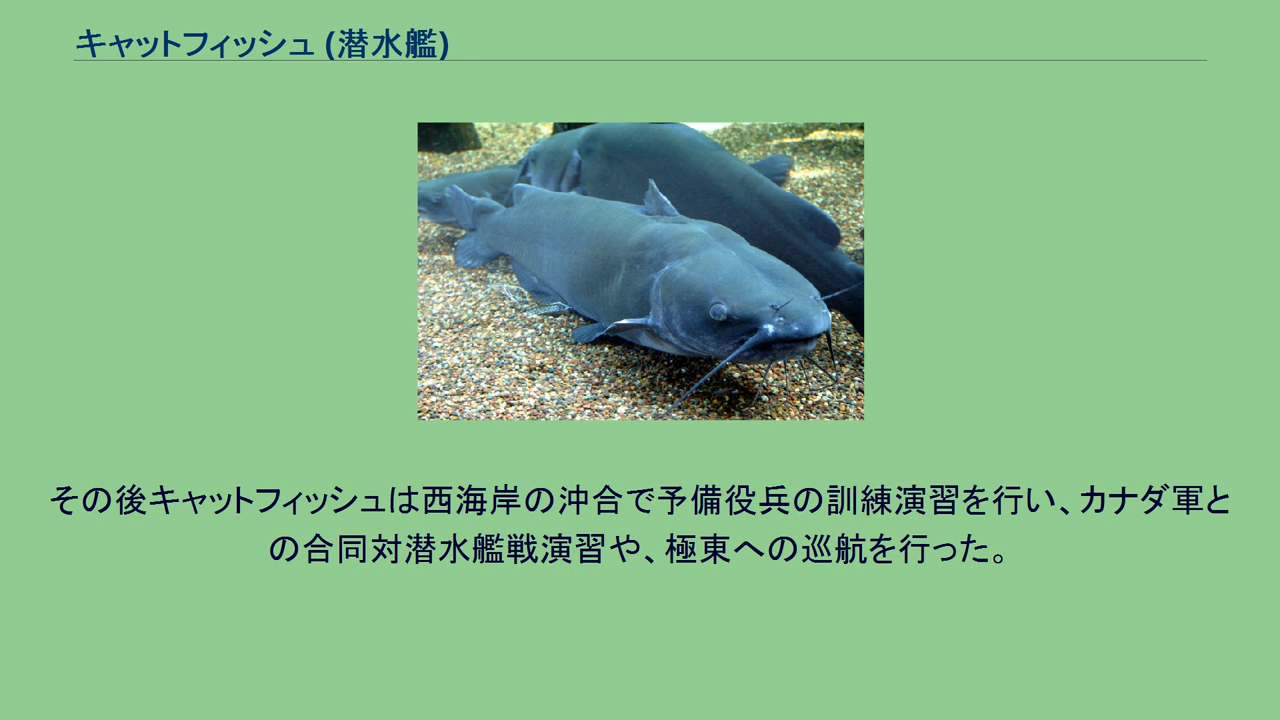 キャットフィッシュ (潜水艦)
その後キャットフィッシュは西海岸の沖合で予備役兵の訓練演習を行い、カナダ軍と
の合同対潜水艦戦演習や、極東への巡航を行った。